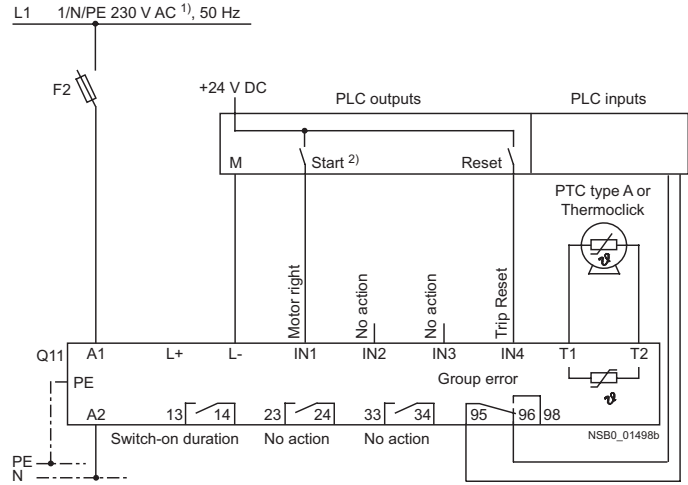 L1 1/N/PE 230 V AC 1), 50 Hz
F2
+24 V DC
PLC outputs PLC inputs
M Start 2) Reset
PTC type A or
Thermoclick
ϑ
Motor right
No action
No action
Trip Reset
Q11 A1 L+ L- IN1 IN2 IN3 IN4 T1 T2
PE Group error
ϑ
A2 13 14 23 24 33 34 95 96 98
Switch-on duration No action No action NSB0_01498b
PE
N